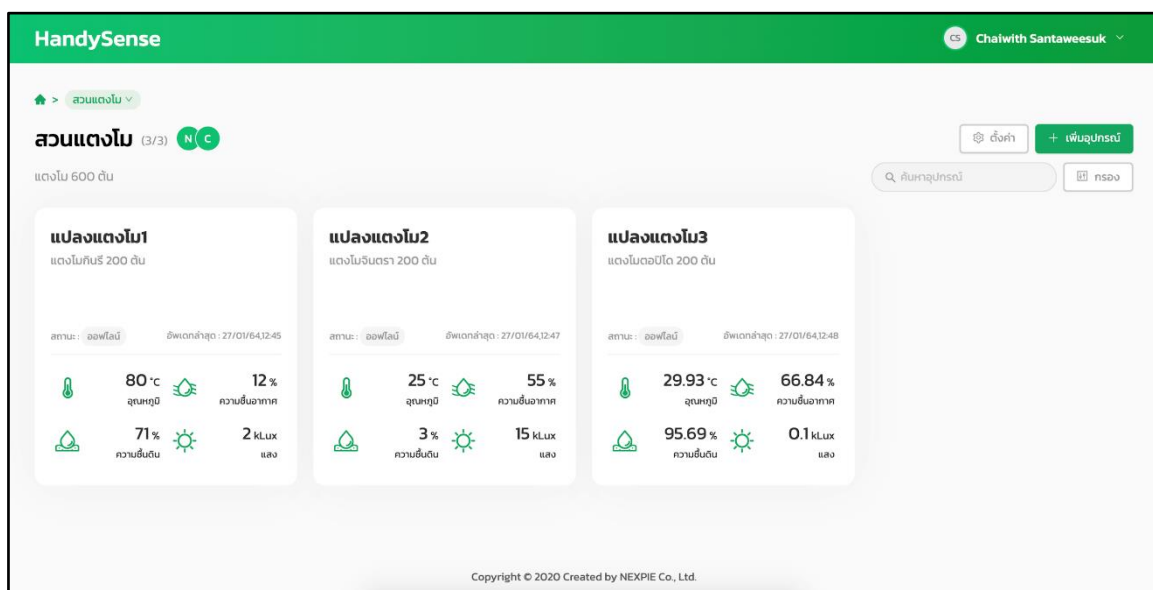 HandySense
CS Chaiwith Santaweesuk
> สวนแตงโม
สวนแตงโม (3/3) N C
ตั้งค่า
+ เพิ่มอุปกรณ์
แตงโม 600 ต้น
ค้นหาอุปกรณ์
กรอง
แปลงแตงโม1
แตงโมกินรี 200 ต้น
สถานะ : ออฟไลน์ อัพเดทล่าสุด : 27/01/64,12:45
80 °C 12 %
อุณหภูมิ ความชื้นอากาศ
71 % 2 kLux
ความชื้นดิน แสง
แปลงแตงโม2
แตงโมจินตรา 200 ต้น
สถานะ : ออฟไลน์ อัพเดทล่าสุด : 27/01/64,12:47
25 °C 55 %
อุณหภูมิ ความชื้นอากาศ
3 % 15 kLux
ความชื้นดิน แสง
แปลงแตงโม3
แตงโมตอปิโด 200 ต้น
สถานะ : ออฟไลน์ อัพเดทล่าสุด : 27/01/64,12:48
29.93 °C 66.84 %
อุณหภูมิ ความชื้นอากาศ
95.69 % 0.1 kLux
ความชื้นดิน แสง
Copyright © 2020 Created by NEXPIE Co., Ltd.